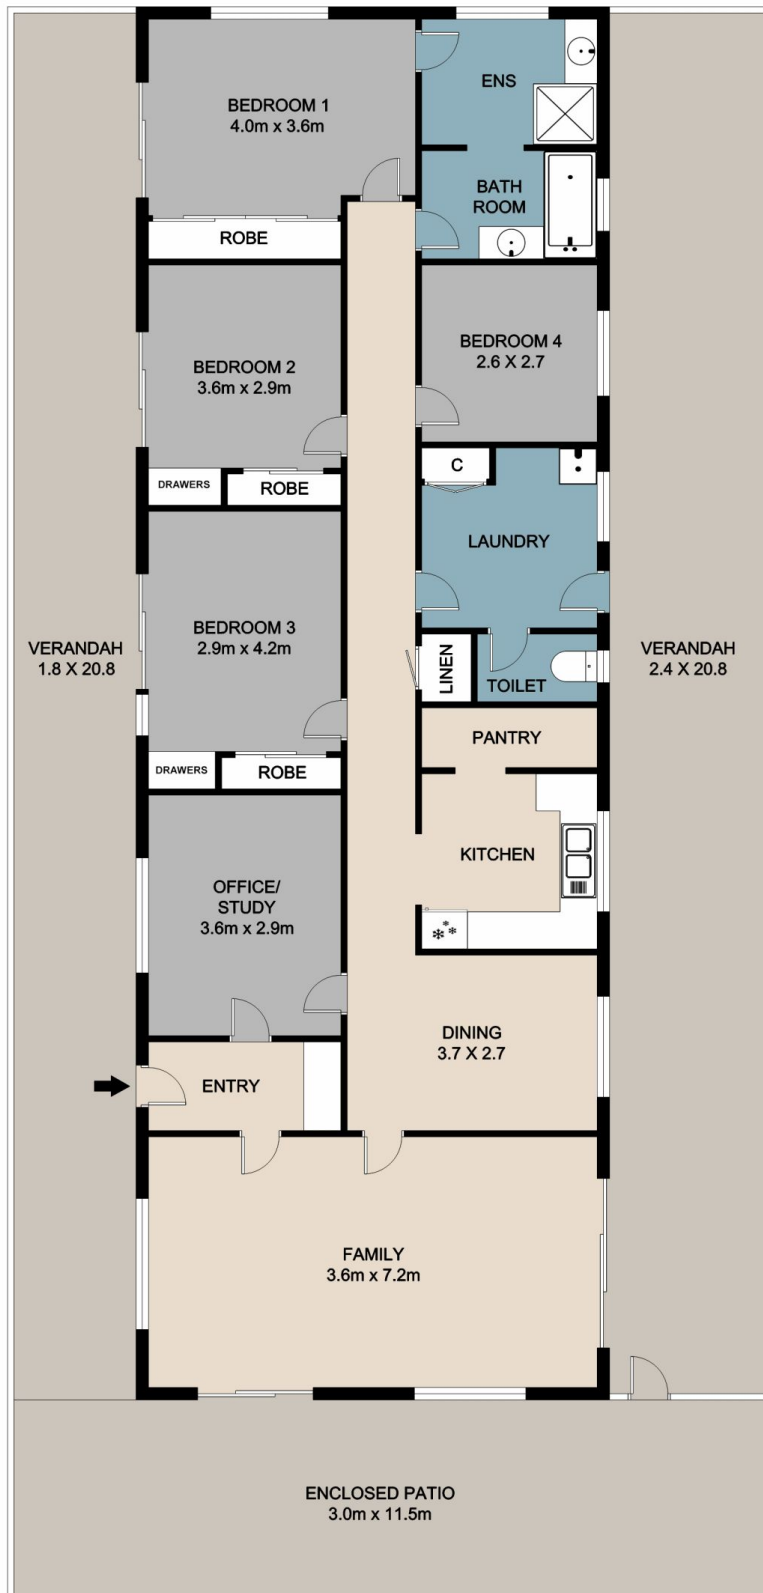 BEDROOM 1
4.0m x 3.6m
ENS
BATH
ROOM
ROBE
BEDROOM 2
3.6m x 2.9m
BEDROOM 4
2.6 X 2.7
DRAWERS
ROBE
C
LAUNDRY
BEDROOM 3
2.9m x 4.2m
VERANDAH
1.8 X 20.8
VERANDAH
2.4 X 20.8
LINEN
TOILET
PANTRY
DRAWERS
ROBE
KITCHEN
OFFICE/
STUDY
3.6m x 2.9m
DINING
3.7 X 2.7
ENTRY
FAMILY
3.6m x 7.2m
ENCLOSED PATIO
3.0m x 11.5m